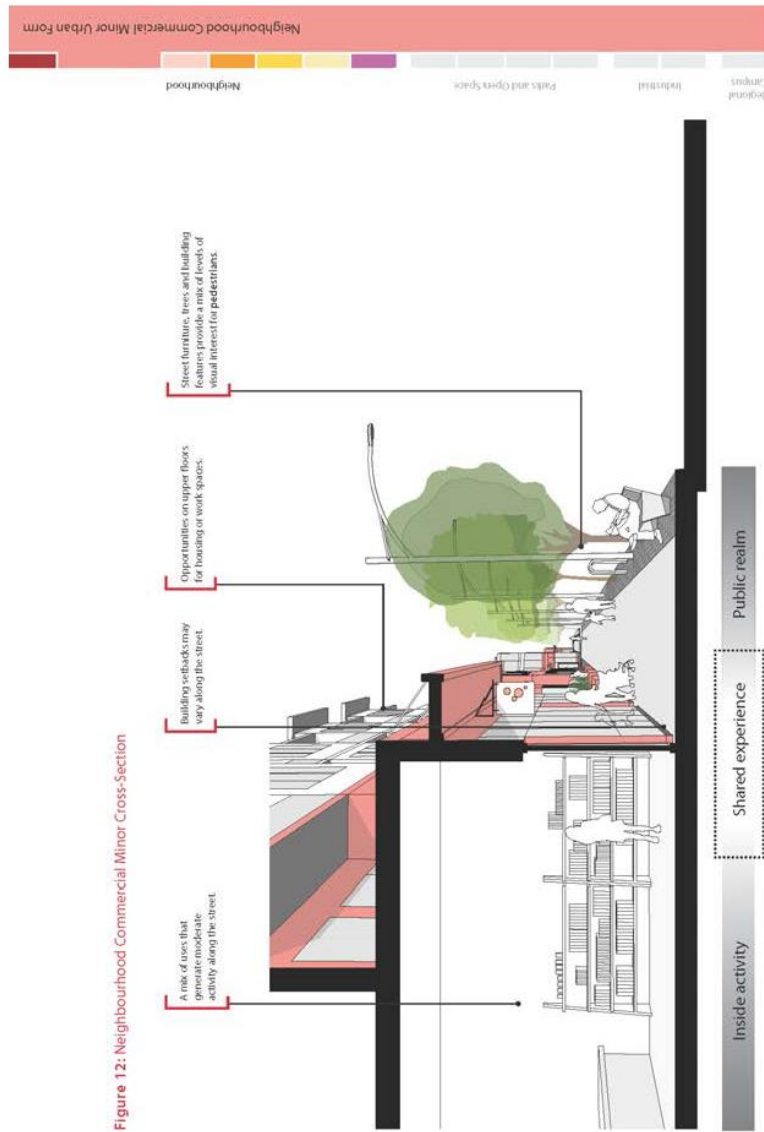 Figure 12: Neighbourhood Commercial Minor Cross-Section
A mix of uses that
generate moderate
activity along the street.
Building setbacks may
vary along the street.
Opportunities on upper floors
for housing or work spaces.
Street furniture, trees and building
features provide a mix of levels of
visual interest for pedestrians.
Inside activity
Shared experience
Public realm
Neighbourhood Commercial Minor Urban Form
Neighbourhood
Parks and Open Space
Industrial
Regional
Campus